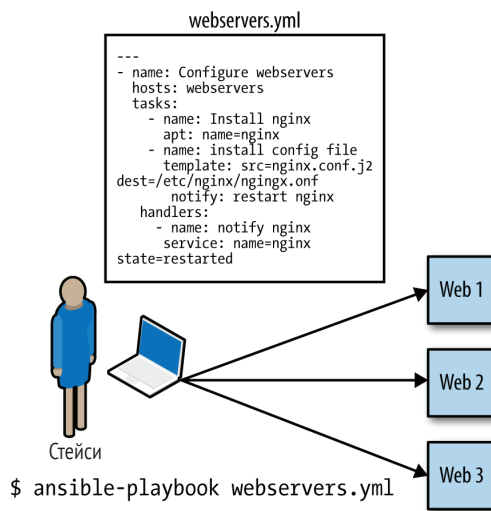 webservers.yml
---
- name: Configure webservers
  hosts: webservers
  tasks:
    - name: Install nginx
      apt: name=nginx
    - name: install config file
      template: src=nginx.conf.j2
dest=/etc/nginx/ngingx.onf
      notify: restart nginx
   handlers:
     - name: notify nginx
      service: name=nginx
state=restarted
Web 1
Web 2
Web 3
Стейси
$ ansible-playbook webservers.yml